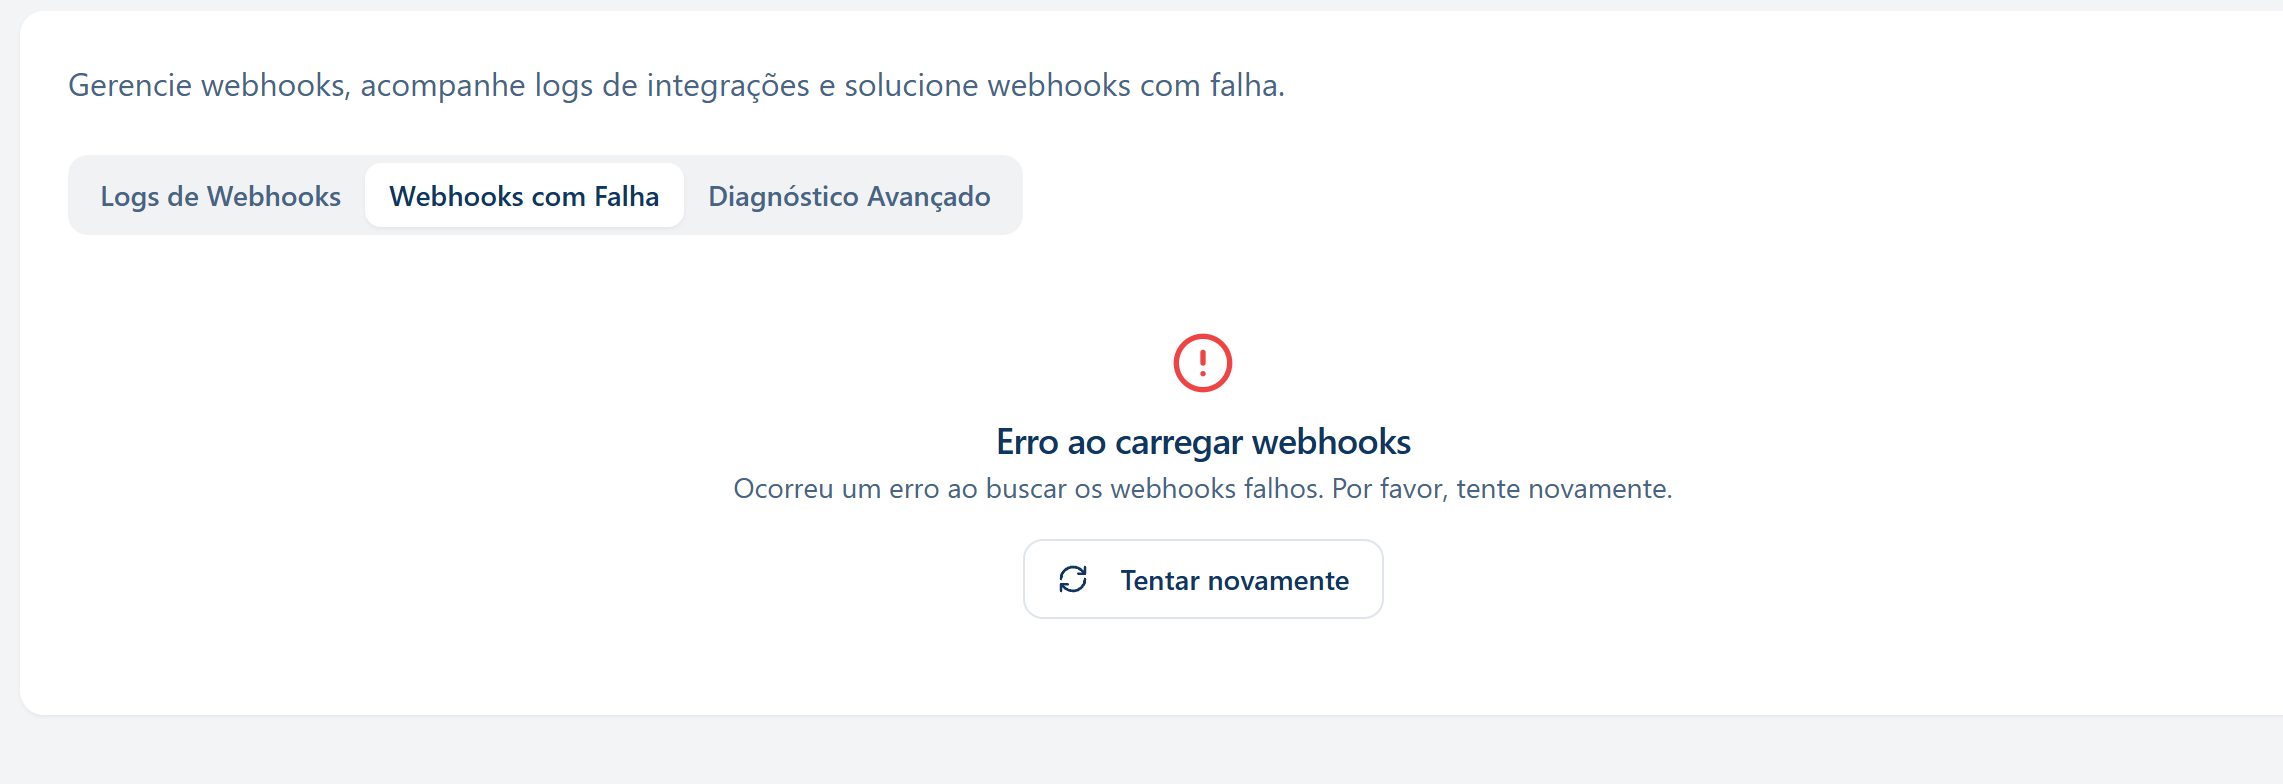 Gerencie webhooks, acompanhe logs de integrações e solucione webhooks com falha.
Logs de Webhooks
Webhooks com Falha
Diagnóstico Avançado
Erro ao carregar webhooks
Ocorreu um erro ao buscar os webhooks falhos. Por favor, tente novamente.
Tentar novamente